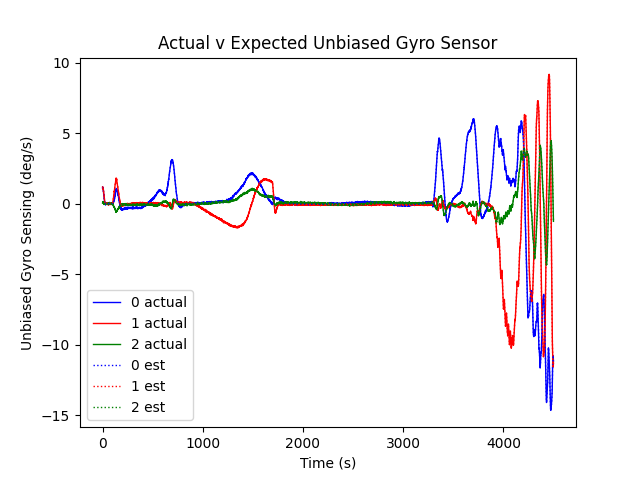 Actual v Expected Unbiased Gyro Sensor
Unbiased Gyro Sensing (deg/s)
10
5
0
−5
−10
−15
0 actual
1 actual
2 actual
0 est
1 est
2 est
0
1000
2000
3000
4000
Time (s)